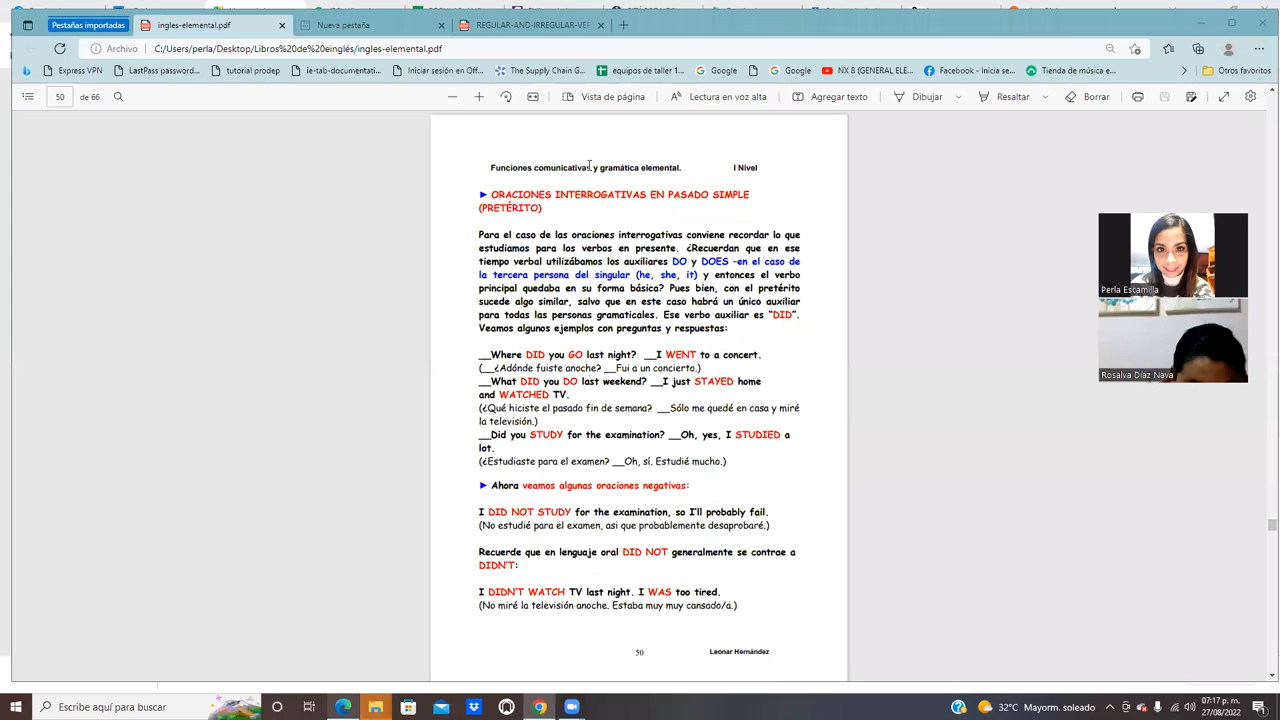 Pestañas importadas
ingles-elemental.pdf
Nueva pestaña
REGULAR-AND-IRREGULAR-VER
Archivo
C:/Users/perla/Desktop/Libros%20de%20einglés/ingles-elemental.pdf
Express VPN
LastPass password...
tutorial prodep
ie-tab-documentati...
Iniciar sesión en Off...
The Supply Chain G...
equipos de taller 1...
Google
Google
NX 8 (GENERAL ELE...
Facebook - Inicia se...
Tienda de música e...
Otros favoritos
50 de 66
Vista de página
Lectura en voz alta
Agregar texto
Dibujar
Resaltar
Borrar
Funciones comunicativas y gramática elemental. I Nivel
► ORACIONES INTERROGATIVAS EN PASADO SIMPLE
(PRETÉRITO)
Para el caso de las oraciones interrogativas conviene recordar lo que
estudiamos para los verbos en presente. ¿Recuerdan que en ese
tiempo verbal utilizábamos los auxiliares DO y DOES –en el caso de
la tercera persona del singular (he, she, it) y entonces el verbo
principal quedaba en su forma básica? Pues bien, con el pretérito
sucede algo similar, salvo que en este caso habrá un único auxiliar
para todas las personas gramaticales. Ese verbo auxiliar es "DID".
Veamos algunos ejemplos con preguntas y respuestas:
__Where DID you GO last night? __I WENT to a concert.
(__¿Adónde fuiste anoche? __Fui a un concierto.)
__What DID you DO last weekend? __I just STAYED home
and WATCHED TV.
(¿Qué hiciste el pasado fin de semana? __Sólo me quedé en casa y miré
la televisión.)
__Did you STUDY for the examination? __Oh, yes, I STUDIED a
lot.
(¿Estudiaste para el examen? __Oh, sí. Estudié mucho.)
► Ahora veamos algunas oraciones negativas:
I DID NOT STUDY for the examination, so I'll probably fail.
(No estudié para el examen, asi que probablemente desaprobaré.)
Recuerde que en lenguaje oral DID NOT generalmente se contrae a
DIDN'T:
I DIDN'T WATCH TV last night. I WAS too tired.
(No miré la televisión anoche. Estaba muy muy cansado/a.)
50
Leonar Hernández
Perla Escamilla
Rosalva Díaz Nava
Escribe aquí para buscar
32°C Mayorm. soleado
07:17 p.m.
27/08/2022